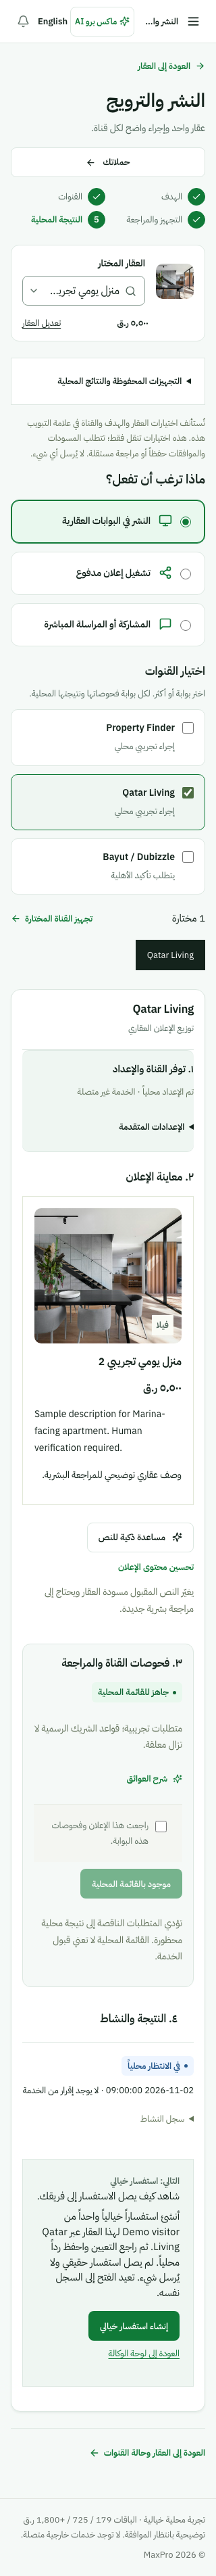 النشر وا...
ماكس برو AI
English
العودة إلى العقار
النشر والترويج
عقار واحد وإجراء واضح لكل قناة.
حملاتك
الهدف
القنوات
التجهيز والمراجعة
5 النتيجة المحلية
العقار المختار
منزل يومي تجريبـ...
٥,٥٠٠ ر.ق
تعديل العقار
التجهيزات المحفوظة والنتائج المحلية
تُستأنف اختيارات العقار والهدف والقناة في علامة التبويب
هذه. هذه اختيارات تنقل فقط؛ تتطلب المسودات
والموافقات حفظاً أو مراجعة مستقلة. لا يُرسل أي شيء.
ماذا ترغب أن تفعل؟
النشر في البوابات العقارية
تشغيل إعلان مدفوع
المشاركة أو المراسلة المباشرة
اختيار القنوات
اختر بوابة أو أكثر. لكل بوابة فحوصاتها ونتيجتها المحلية.
Property Finder
إجراء تجريبي محلي
Qatar Living
إجراء تجريبي محلي
Bayut / Dubizzle
يتطلب تأكيد الأهلية
1 مختارة
تجهيز القناة المختارة
Qatar Living
Qatar Living
توزيع الإعلان العقاري
١. توفر القناة والإعداد
تم الإعداد محلياً · الخدمة غير متصلة
الإعدادات المتقدمة
٢. معاينة الإعلان
فيلا
منزل يومي تجريبي 2
٥,٥٠٠ ر.ق
Sample description for Marina-
facing apartment. Human
verification required.
وصف عقاري توضيحي للمراجعة البشرية.
مساعدة ذكية للنص
تحسين محتوى الإعلان
يعيّر النص المقبول مسودة العقار ويحتاج إلى
مراجعة بشرية جديدة.
٣. فحوصات القناة والمراجعة
جاهز للقائمة المحلية
متطلبات تجريبية؛ قواعد الشريك الرسمية لا
تزال معلقة.
شرح العوائق
راجعت هذا الإعلان وفحوصات
هذه البوابة.
موجود بالقائمة المحلية
تؤدي المتطلبات الناقصة إلى نتيجة محلية
محظورة. القائمة المحلية لا تعني قبول
الخدمة.
٤. النتيجة والنشاط
في الانتظار محلياً
2026-11-02 09:00:00 · لا يوجد إقرار من الخدمة
سجل النشاط
التالي: استفسار خيالي
شاهد كيف يصل الاستفسار إلى فريقك.
أنشئ استفساراً خيالياً واحداً من
Demo visitor لهذا العقار عبر Qatar
Living. ثم راجع التعيين واحفظ رداً
محلياً. لم يصل استفسار حقيقي ولا
يُرسل شيء. تعيد الفتح إلى السجل
نفسه.
إنشاء استفسار خيالي
العودة إلى لوحة الوكالة
العودة إلى العقار وحالة القنوات
تجربة محلية خيالية · الباقات 179 / 725 / +1,800 ر.ق
توضيحية بانتظار الموافقة. لا توجد خدمات خارجية متصلة.
© 2026 MaxPro